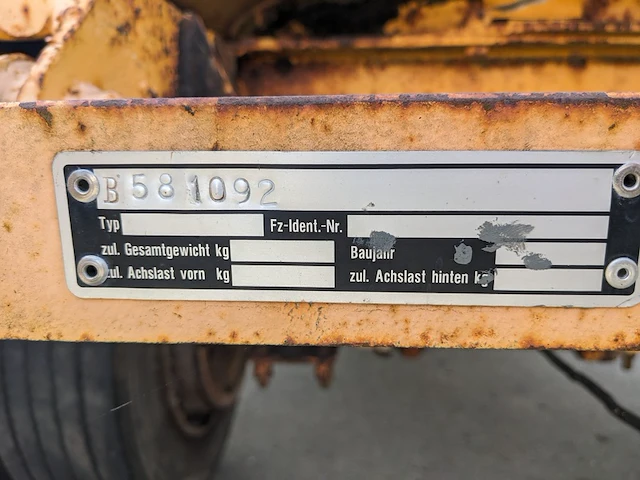 B 581092
Typ Fz-Ident.-Nr.
zul. Gesamtgewicht kg Baujahr
zul. Achslast vorn kg zul. Achslast hinten kg